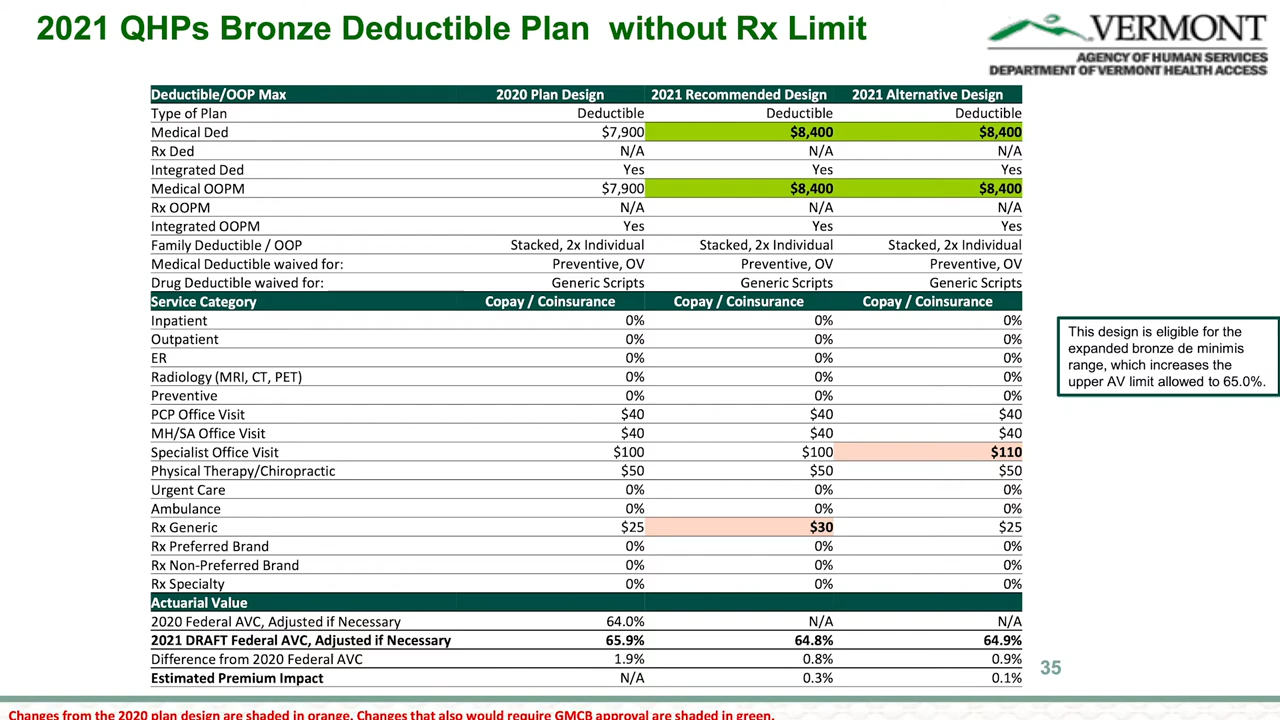 2021 QHPs Bronze Deductible Plan without Rx Limit
VERMONT
AGENCY OF HUMAN SERVICES
DEPARTMENT OF VERMONT HEALTH ACCESS
Deductible/OOP Max 2020 Plan Design 2021 Recommended Design 2021 Alternative Design
Type of Plan Deductible Deductible Deductible
Medical Ded $7,900 $8,400 $8,400
Rx Ded N/A N/A N/A
Integrated Ded Yes Yes Yes
Medical OOPM $7,900 $8,400 $8,400
Rx OOPM N/A N/A N/A
Integrated OOPM Yes Yes Yes
Family Deductible / OOP Stacked, 2x Individual Stacked, 2x Individual Stacked, 2x Individual
Medical Deductible waived for: Preventive, OV Preventive, OV Preventive, OV
Drug Deductible waived for: Generic Scripts Generic Scripts Generic Scripts
Service Category Copay / Coinsurance Copay / Coinsurance Copay / Coinsurance
Inpatient 0% 0% 0%
Outpatient 0% 0% 0%
ER 0% 0% 0%
Radiology (MRI, CT, PET) 0% 0% 0%
Preventive 0% 0% 0%
PCP Office Visit $40 $40 $40
MH/SA Office Visit $40 $40 $40
Specialist Office Visit $100 $100 $110
Physical Therapy/Chiropractic $50 $50 $50
Urgent Care 0% 0% 0%
Ambulance 0% 0% 0%
Rx Generic $25 $30 $25
Rx Preferred Brand 0% 0% 0%
Rx Non-Preferred Brand 0% 0% 0%
Rx Specialty 0% 0% 0%
Actuarial Value
2020 Federal AVC, Adjusted if Necessary 64.0% N/A N/A
2021 DRAFT Federal AVC, Adjusted if Necessary 65.9% 64.8% 64.9%
Difference from 2020 Federal AVC 1.9% 0.8% 0.9%
Estimated Premium Impact N/A 0.3% 0.1%
This design is eligible for the
expanded bronze de minimis
range, which increases the
upper AV limit allowed to 65.0%.
35
Changes from the 2020 plan design are shaded in orange. Changes that also would require GMCB approval are shaded in green.